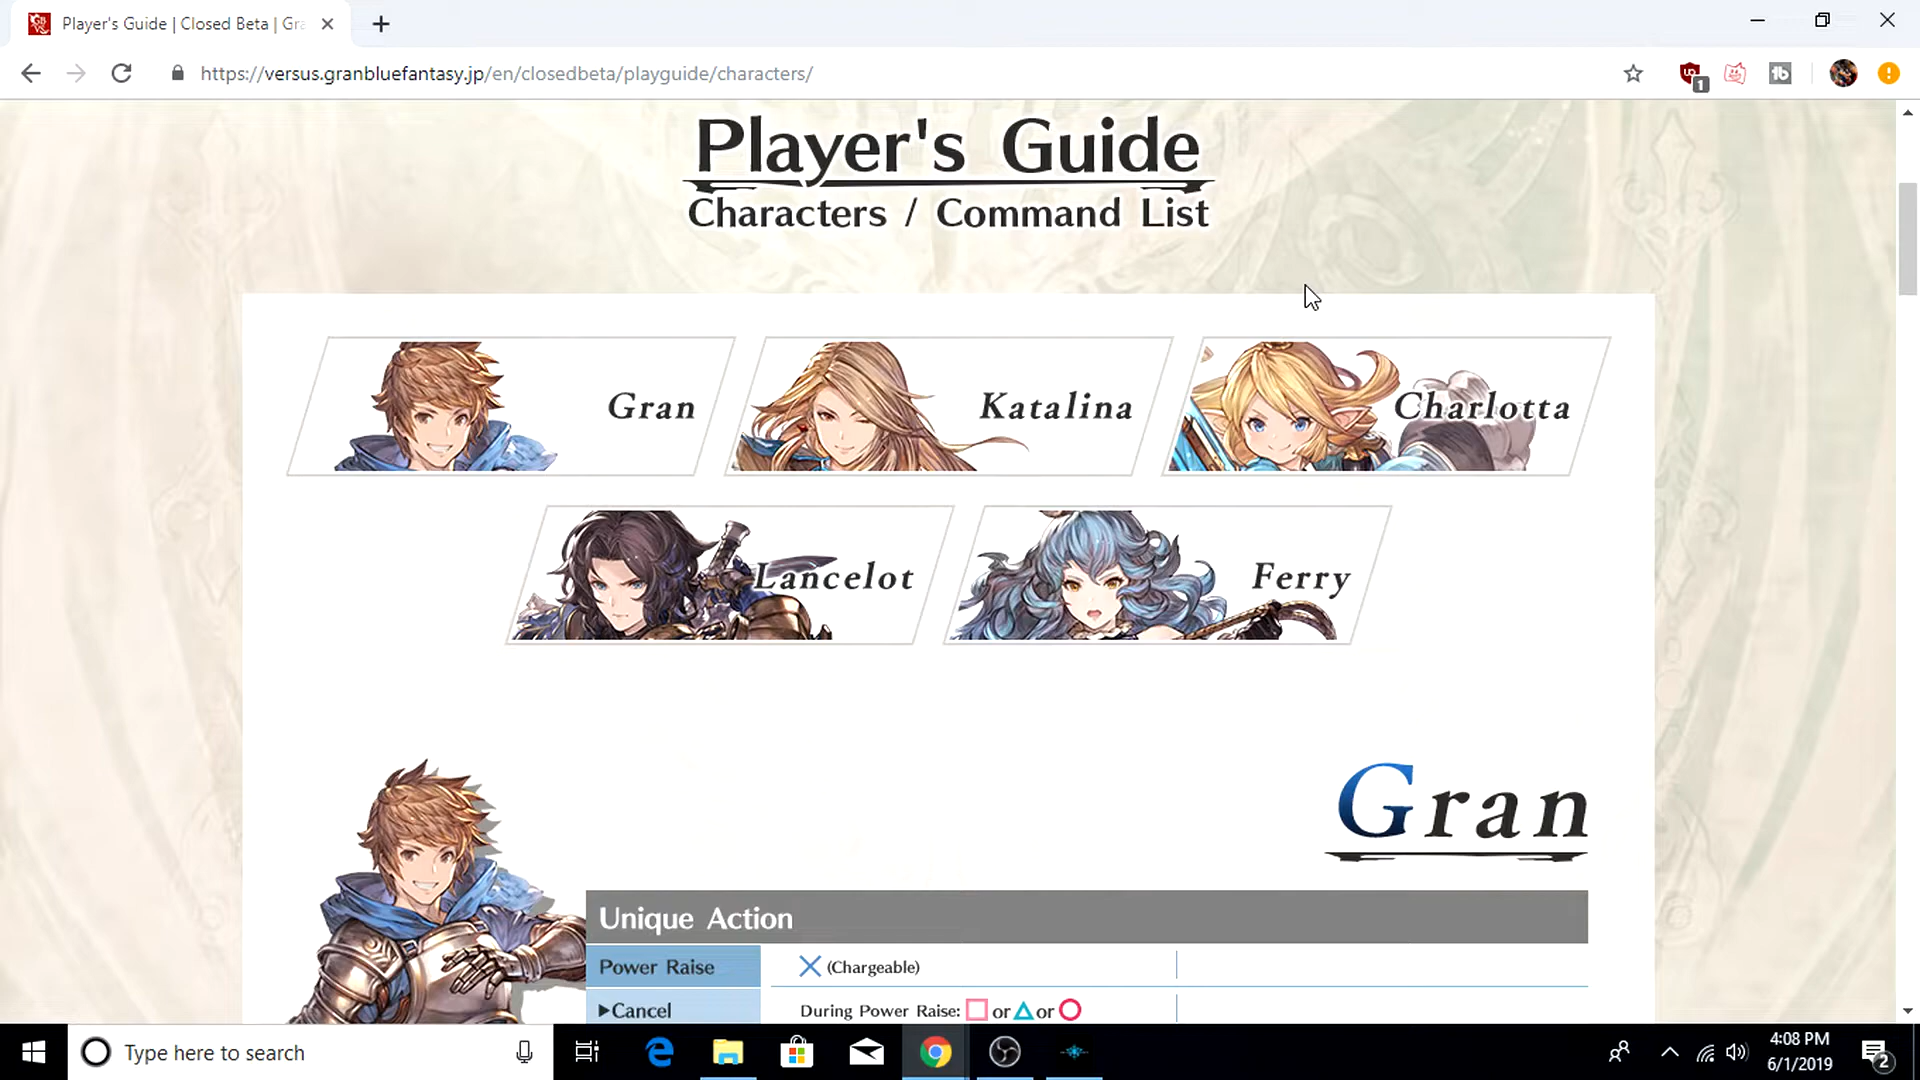 Player's Guide | Closed Beta | Gra
https://versus.granbluefantasy.jp/en/closedbeta/playguide/characters/
1
Player's Guide
Characters / Command List
Gran
Katalina
Charlotta
Lancelot
Ferry
Gran
Unique Action
Power Raise
(Chargeable)
▶Cancel
During Power Raise: □ or △ or ○
Type here to search
4:08 PM
6/1/2019
2